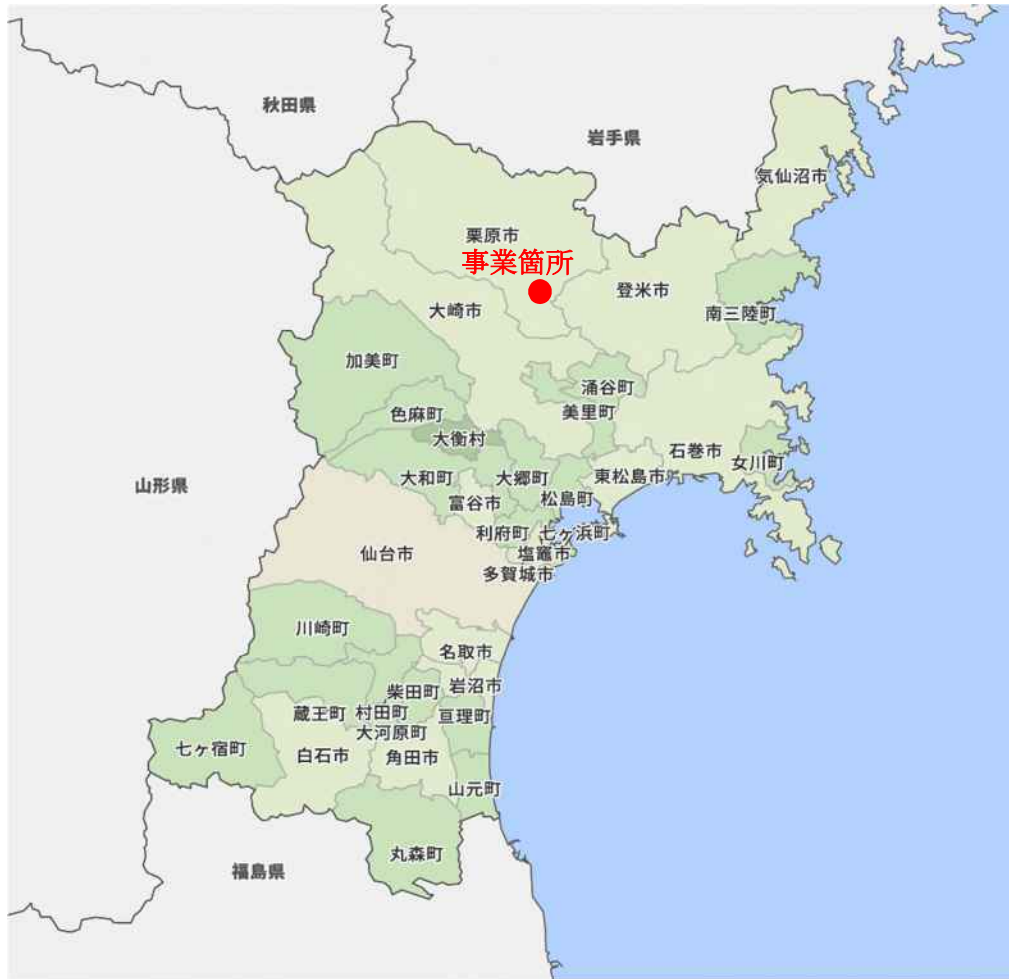 秋田県
岩手県
気仙沼市
栗原市
事業箇所
登米市
大崎市
南三陸町
加美町
涌谷町
色麻町
美里町
大衡村
石巻市
女川町
大和町
大郷町
東松島市
山形県
富谷市
松島町
利府町
七ヶ浜町
仙台市
塩竈市
多賀城市
川崎町
名取市
岩沼市
柴田町
蔵王町
村田町
亘理町
大河原町
七ヶ宿町
白石市
角田市
山元町
丸森町
福島県